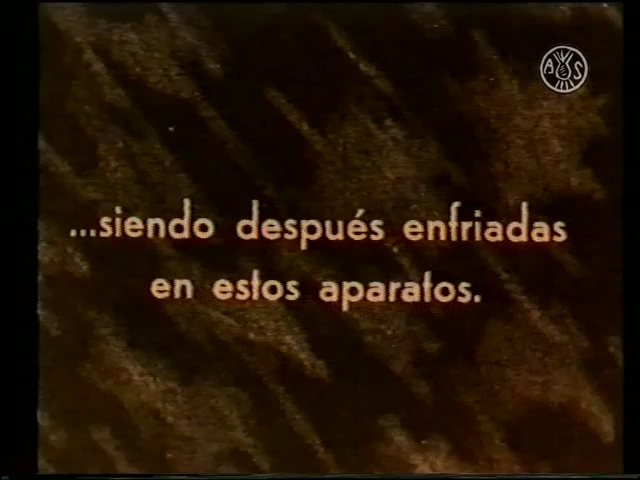 A S
...siendo después enfriadas
en estos aparatos.